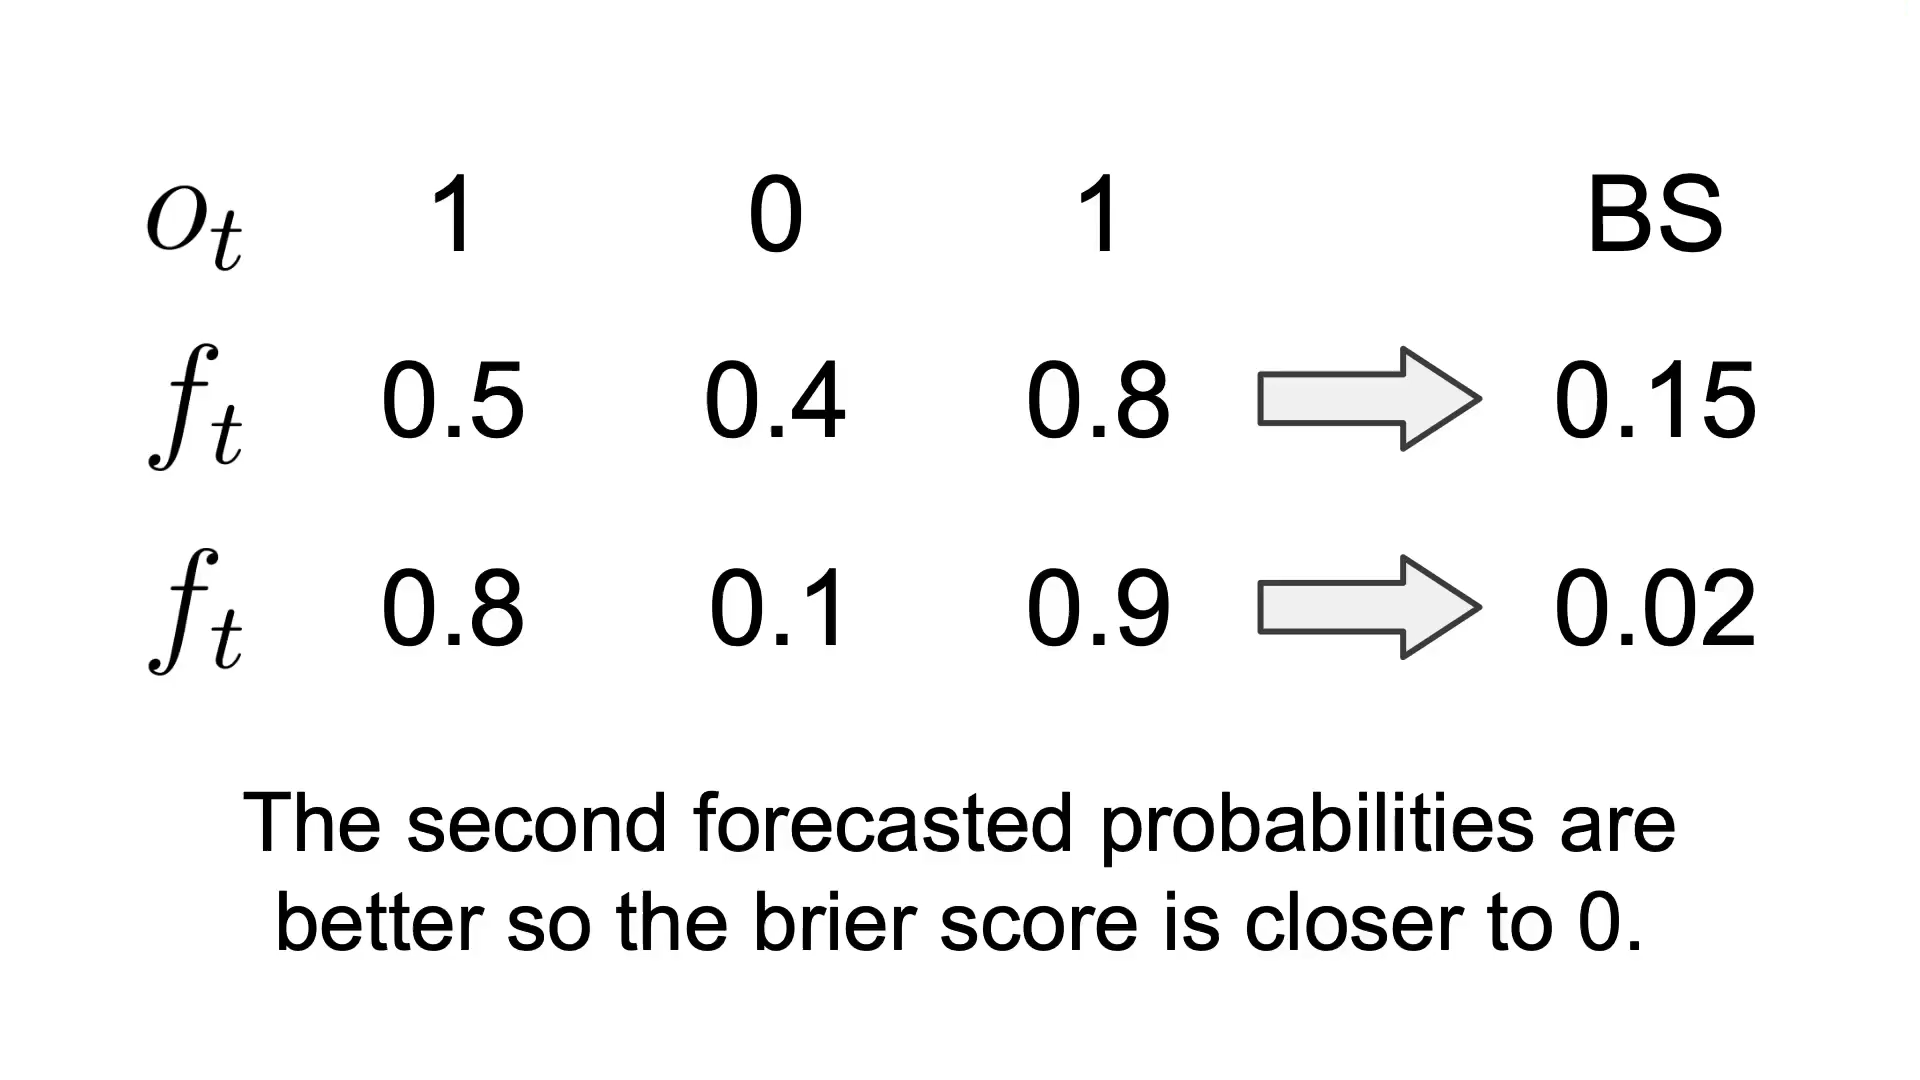 o_t 1 0 1 BS
f_t 0.5 0.4 0.8 0.15
f_t 0.8 0.1 0.9 0.02
The second forecasted probabilities are
better so the brier score is closer to 0.